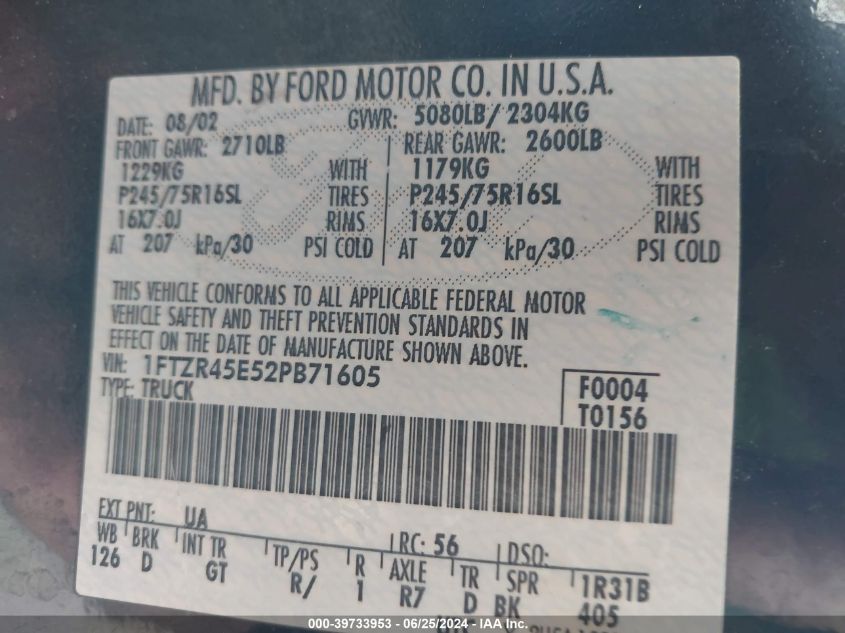 MFD. BY FORD MOTOR CO. IN U.S.A.
DATE: 08/02 GVWR: 5080LB/ 2304KG
FRONT GAWR: 2710LB REAR GAWR: 2600LB
1229KG WITH 1179KG WITH
P245/75R16SL TIRES P245/75R16SL TIRES
16X7.0J RIMS 16X7.0J RIMS
AT 207 kPa/30 PSI COLD AT 207 kPa/30 PSI COLD
THIS VEHICLE CONFORMS TO ALL APPLICABLE FEDERAL MOTOR
VEHICLE SAFETY AND THEFT PREVENTION STANDARDS IN
EFFECT ON THE DATE OF MANUFACTURE SHOWN ABOVE.
VIN: 1FTZR45E52PB71605 F0004
TYPE: TRUCK T0156
EXT PNT: UA RC: 56 DSO:
WB BRK INT TR TP/PS R AXLE TR SPR 1R31B
126 D GT R/ 1 R7 D BK 405
000-39733953 - 06/25/2024 - IAA Inc.